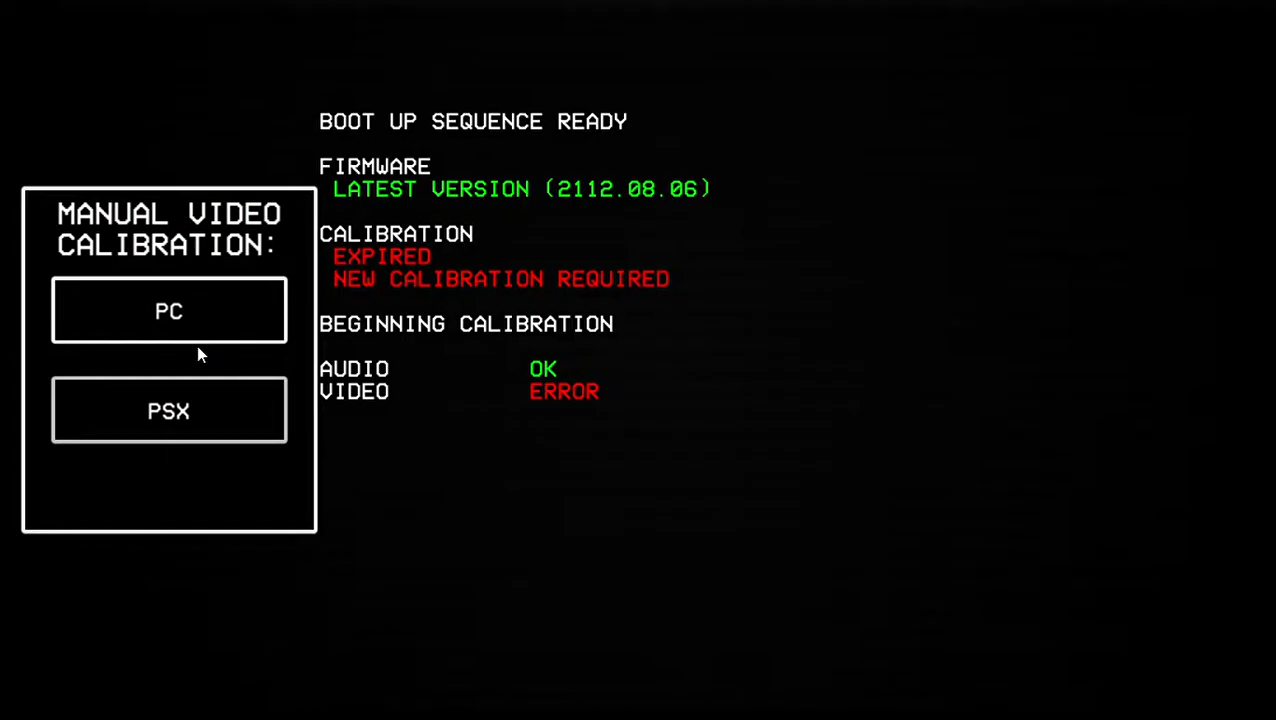 BOOT UP SEQUENCE READY
FIRMWARE
LATEST VERSION (2112.08.06)
CALIBRATION
EXPIRED
NEW CALIBRATION REQUIRED
BEGINNING CALIBRATION
AUDIO OK
VIDEO ERROR
MANUAL VIDEO
CALIBRATION:
PC
PSX